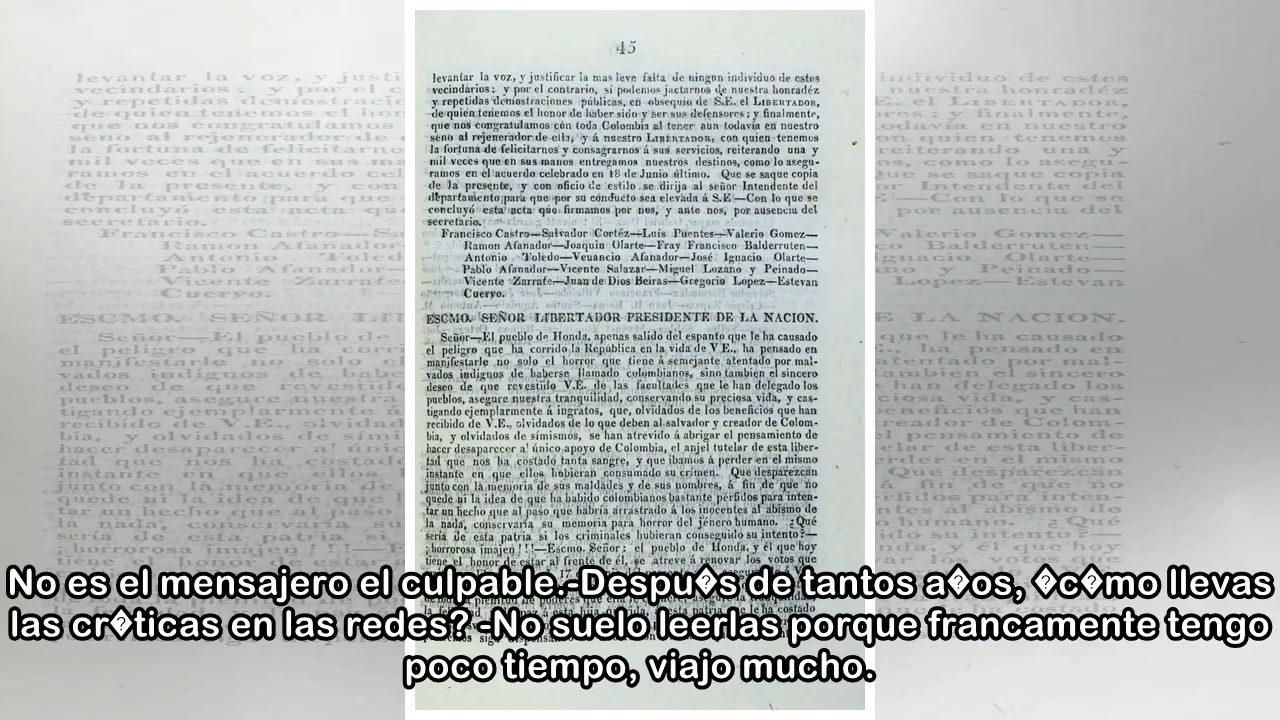 45
levantar la voz, y justificar la mas leve falta de ningun individuo de estos
vecindarios: y por el contrario, si podemos jactarnos de nuestra honradéz
y repetidas demostraciones públicas, en obsequio de S.E. el LIBERTADOR,
de quien tenemos el honor de haber sido y ser sus defensores; y finalmente,
que nos congratulamos con toda Colombia al tener aun todavia en nuestro
seno al rejenerador de ella, y á nuestro LIBERTADOR, con quien tenemos
la fortuna de felicitarnos y consagrarnos á sus servicios, reiterando una y
mil veces que en sus manos entregamos nuestros destinos, como lo asegu-
ramos en el acuerdo celebrado en 18 de Junio último. Que se saque copia
de la presente, y con oficio de estilo se dirija al señor Intendente del
departamento para que por su conducto sea elevada á S.E—Con lo que se
concluyó esta acta que firmamos por nos, y ante nos, por ausencia del
secretario.
Francisco Castro—Salvador Cortéz—Luis Puentes—Valerio Gomez—
Ramon Afanador—Joaquin Olarte—Fray Francisco Balderruten—
Antonio Toledo—Venancio Afanador—José Ignacio Olarte—
Pablo Afanador—Vicente Salazar—Miguel Lozano y Peinado—
Vicente Zarrate—Juan de Dios Beiras—Gregorio Lopez—Estevan
Cuervo.
ESCMO. SEÑOR LIBERTADOR PRESIDENTE DE LA NACION.
Señor—El pueblo de Honda, apenas salido del espanto que le ha causado
el peligro que ha corrido la República en la vida de V.E., ha pensado en
manifestarle no solo el horror que tiene á semejante atentado por mal-
vados indignos de haberse llamado colombianos, sino tambien el sincero
deseo de que revestido V.E. de las facultades que le han delegado los
pueblos, asegure nuestra tranquilidad, conservando su preciosa vida, y cas-
tigando ejemplarmente á ingratos, que, olvidados de los beneficios que han
recibido de V.E., olvidados de lo que deben al salvador y creador de Colom-
bia, y olvidados de símismos, se han atrevido á abrigar el pensamiento de
hacer desaparecer al único apoyo de Colombia, el anjel tutelar de esta liber-
tad que nos ha costado tanta sangre, y que ibamos á perder en el mismo
instante en que ellos hubieran consumado su crimen. Que desparezcan
junto con la memoria de sus maldades y de sus nombres, á fin de que no
quede ni la idea de que ha habido colombianos bastante pérfidos para inten-
tar un hecho que al paso que habria arrastrado á los inocentes al abismo de
la nada, conservaria su memoria para horror del jénero humano. ¿Qué
sería de esta patria si los criminales hubieran conseguido su intento?—
¡horrorosa imajen!!!—Escmo. Señor: el pueblo de Honda, y él que hoy
tiene el honor de estar al frente de él, se atreve á renovar los votos que
No es el mensajero el culpable.-Despu�s de tantos a�os, �c�mo llevas
las cr�ticas en las redes? -No suelo leerlas porque francamente tengo
poco tiempo, viajo mucho.